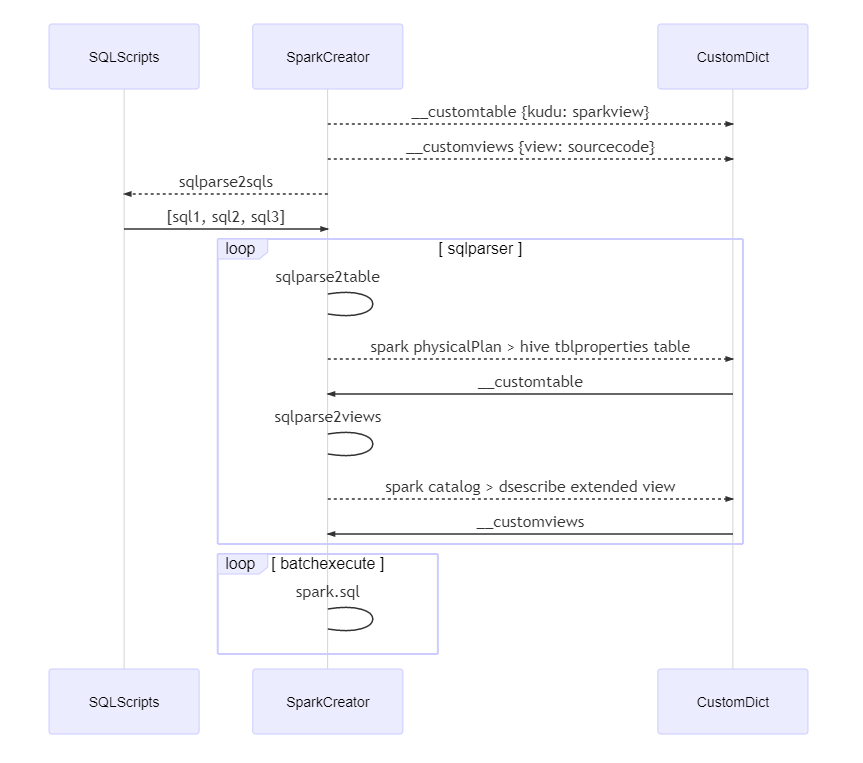 SQLScripts
SparkCreator
CustomDict
__customtable {kudu: sparkview}
__customviews {view: sourcecode}
sqlparse2sqls
[sql1, sql2, sql3]
loop
[ sqlparser ]
sqlparse2table
spark physicalPlan > hive tblproperties table
__customtable
sqlparse2views
spark catalog > dsescribe extended view
__customviews
loop
[ batchexecute ]
spark.sql
SQLScripts
SparkCreator
CustomDict